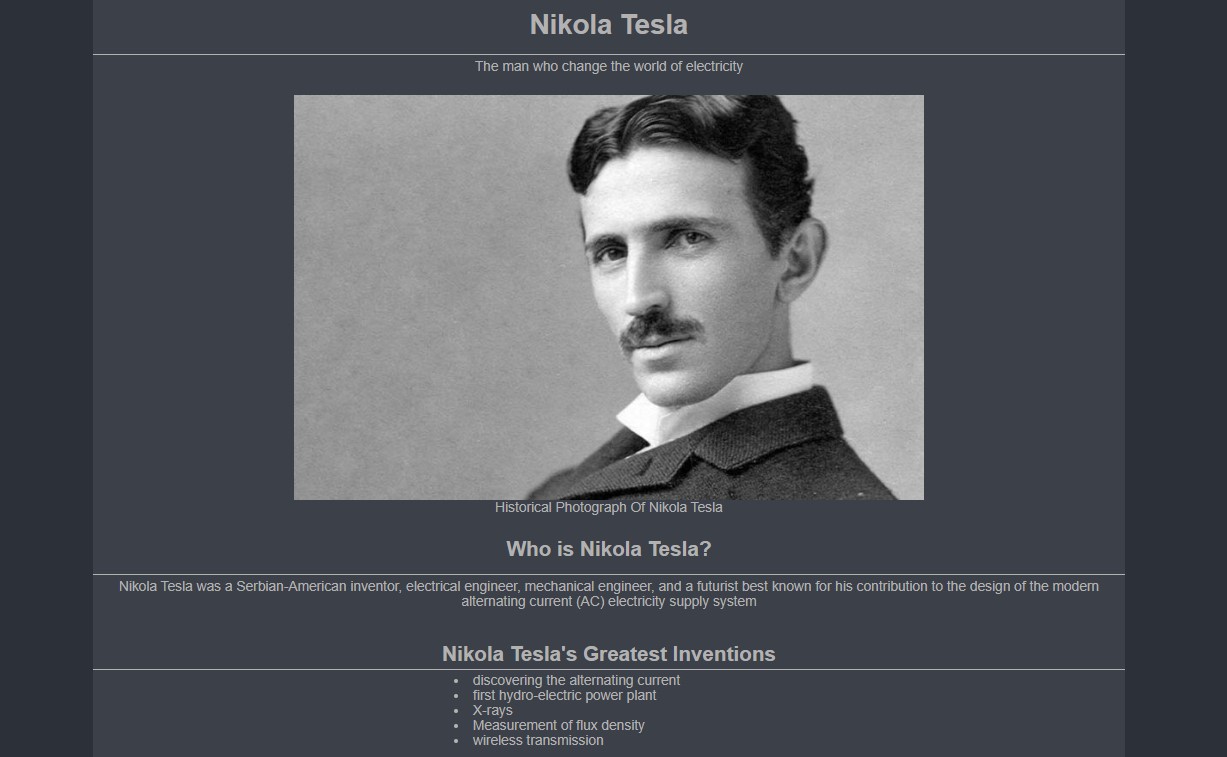 Nikola Tesla
The man who change the world of electricity
Historical Photograph Of Nikola Tesla
Who is Nikola Tesla?
Nikola Tesla was a Serbian-American inventor, electrical engineer, mechanical engineer, and a futurist best known for his contribution to the design of the modern
alternating current (AC) electricity supply system
Nikola Tesla's Greatest Inventions
• discovering the alternating current
• first hydro-electric power plant
• X-rays
• Measurement of flux density
• wireless transmission